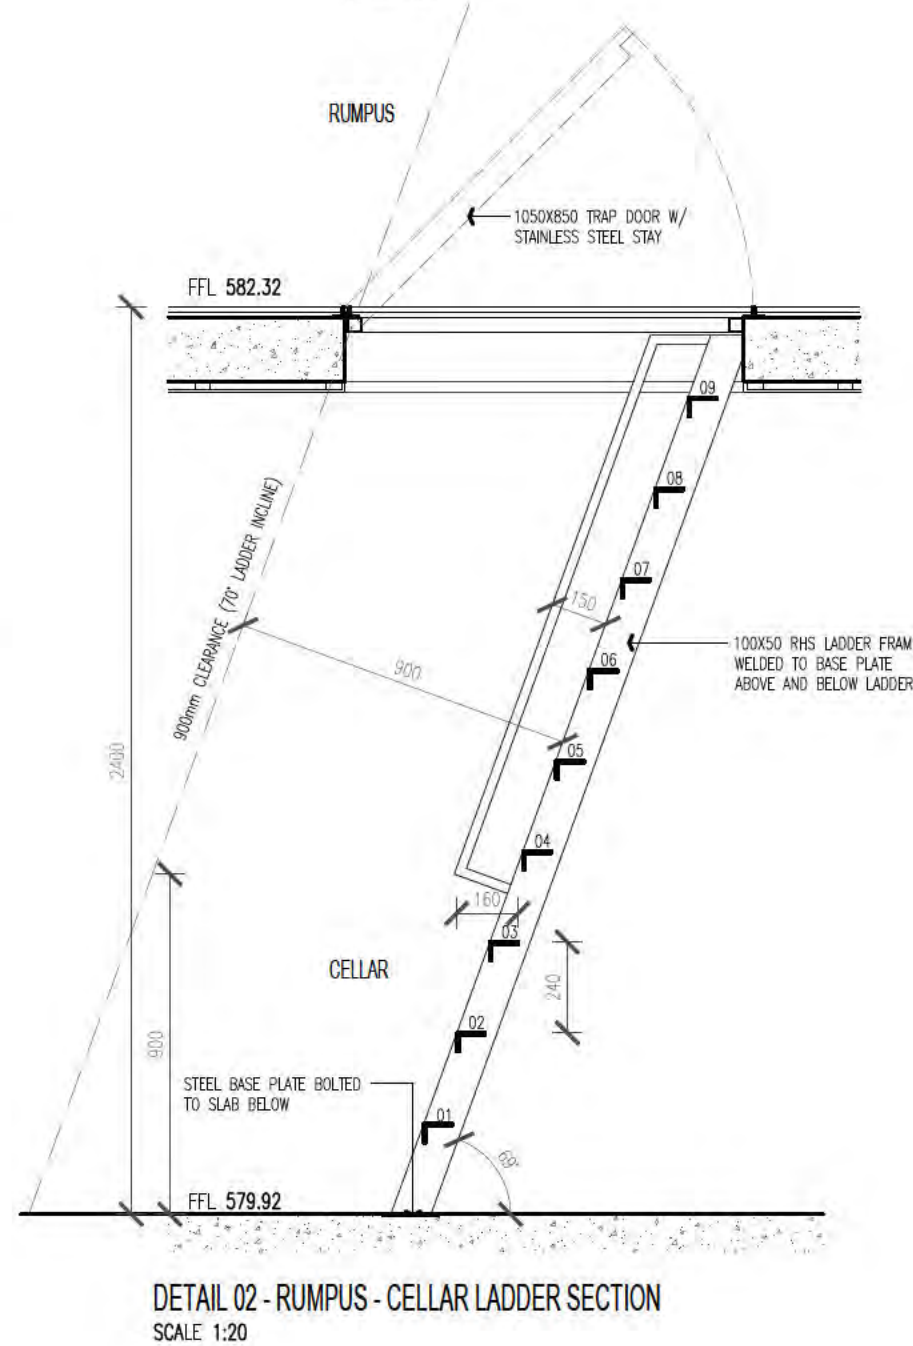 RUMPUS
1050X850 TRAP DOOR W/
STAINLESS STEEL STAY
FFL 582.32
09
08
900mm CLEARANCE (70° LADDER INCLINE)
07
150
100X50 RHS LADDER FRAM
WELDED TO BASE PLATE
ABOVE AND BELOW LADDER
06
900
05
2400
04
160
03
CELLAR
240
02
900
STEEL BASE PLATE BOLTED
TO SLAB BELOW
01
69°
FFL 579.92
DETAIL 02 - RUMPUS - CELLAR LADDER SECTION
SCALE 1:20